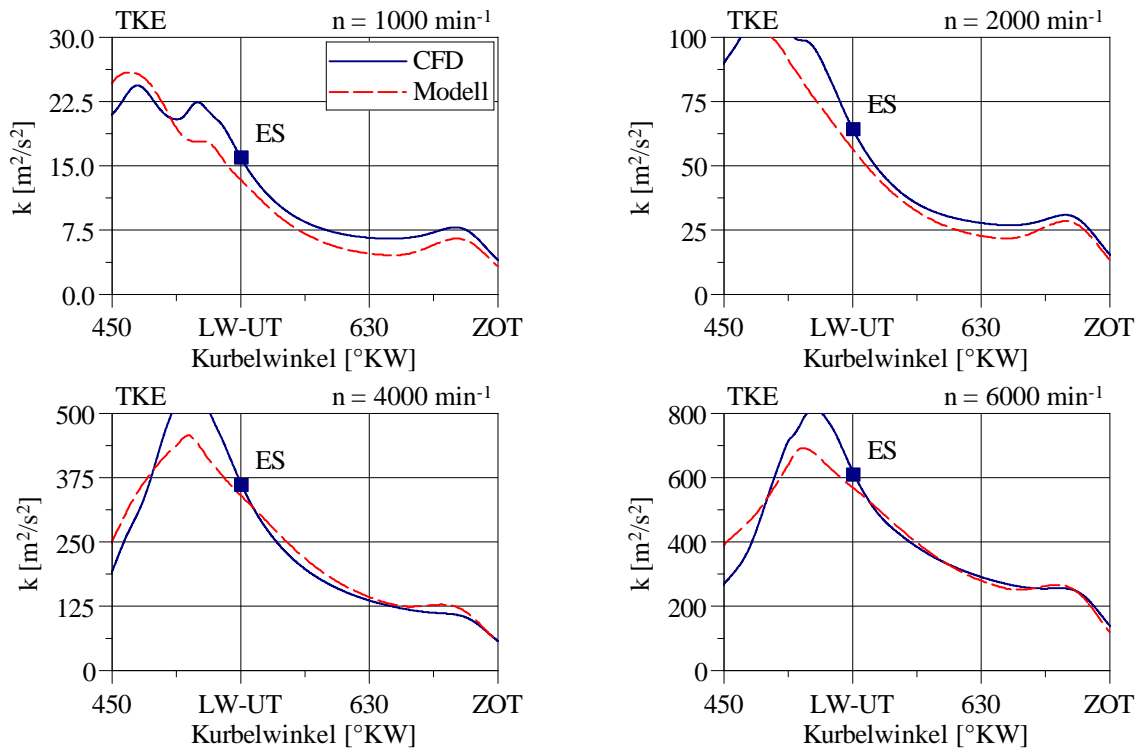 TKE n = 1000 min-1
30.0
22.5
15.0
7.5
0.0
k [m2/s2]
CFD
Modell
ES
450 LW-UT 630 ZOT
Kurbelwinkel [°KW]
TKE n = 2000 min-1
100
75
50
25
0
k [m2/s2]
ES
450 LW-UT 630 ZOT
Kurbelwinkel [°KW]
TKE n = 4000 min-1
500
375
250
125
0
k [m2/s2]
ES
450 LW-UT 630 ZOT
Kurbelwinkel [°KW]
TKE n = 6000 min-1
800
600
400
200
0
k [m2/s2]
ES
450 LW-UT 630 ZOT
Kurbelwinkel [°KW]